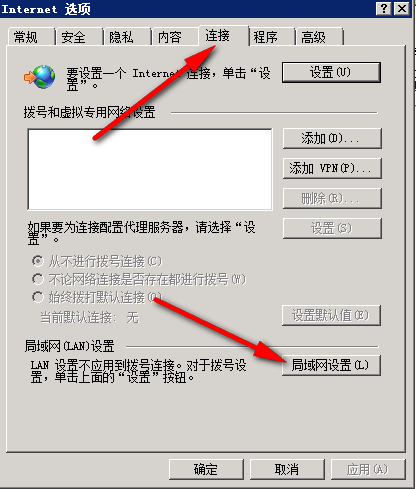 Internet 选项
常规 安全 隐私 内容 连接 程序 高级
要设置一个 Internet 连接，单击“设
置”。
设置(U)
拨号和虚拟专用网络设置
添加(D)...
添加 VPN(P)...
删除(R)...
如果要为连接配置代理服务器，请选择“设
置”。
设置(S)
从不进行拨号连接(C)
不论网络连接是否存在都进行拨号(W)
始终拨打默认连接(O)
当前默认连接: 无
设置默认值(E)
局域网(LAN)设置
LAN 设置不应用到拨号连接。对于拨号设
置，单击上面的“设置”按钮。
局域网设置(L)
确定 取消 应用(A)